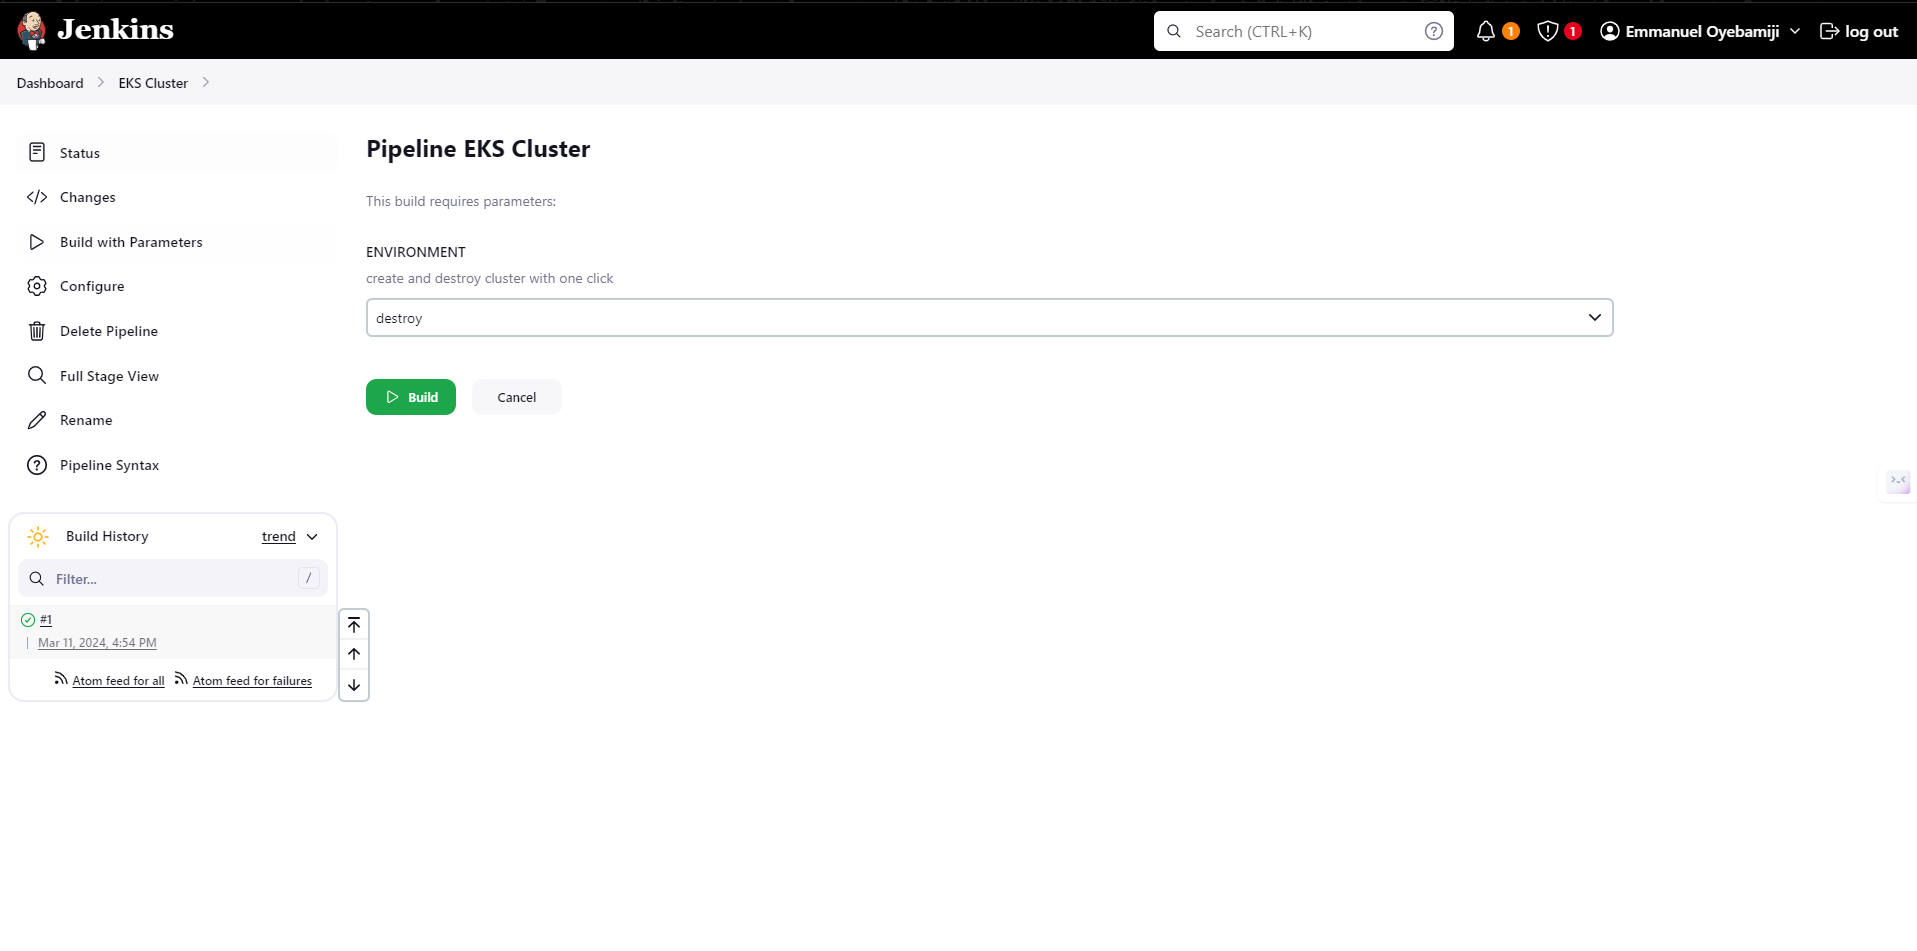 Jenkins
Search (CTRL+K)
?
1
1
Emmanuel Oyebamiji
log out
Dashboard
EKS Cluster
Status
Changes
Build with Parameters
Configure
Delete Pipeline
Full Stage View
Rename
Pipeline Syntax
Build History
trend
Filter...
/
#1
Mar 11, 2024, 4:54 PM
Atom feed for all
Atom feed for failures
Pipeline EKS Cluster
This build requires parameters:
ENVIRONMENT
create and destroy cluster with one click
destroy
Build
Cancel